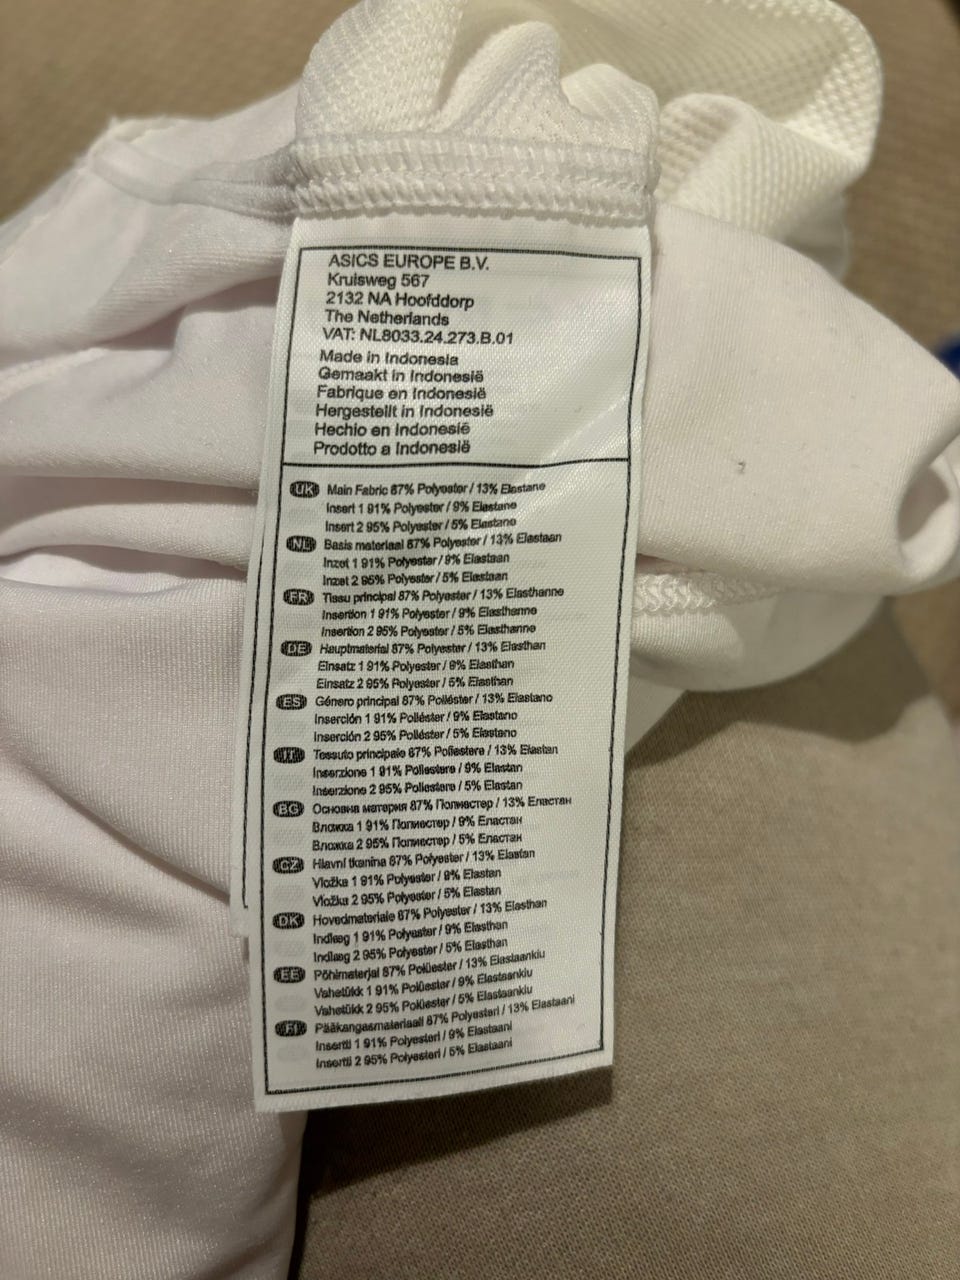 ASICS EUROPE B.V.
Kruisweg 567
2132 NA Hoofddorp
The Netherlands
VAT: NL8033.24.273.B.01
Made in Indonesia
Gemaakt in Indonesië
Fabrique en Indonesië
Hergestellt in Indonesië
Hechio en Indonesië
Prodotto a Indonesië
UK Main Fabric 87% Polyester / 13% Elastane
Insert 1 91% Polyester / 9% Elastane
Insert 2 95% Polyester / 5% Elastane
NL Basis materiaal 87% Polyester / 13% Elastaan
Inzet 1 91% Polyester / 9% Elastaan
Inzet 2 95% Polyester / 5% Elastaan
FR Tissu principal 87% Polyester / 13% Elasthanne
Insertion 1 91% Polyester / 9% Elasthanne
Insertion 2 95% Polyester / 5% Elasthanne
DE Hauptmaterial 87% Polyester / 13% Elasthan
Einsatz 1 91% Polyester / 9% Elasthan
Einsatz 2 95% Polyester / 5% Elasthan
ES Género principal 87% Poliéster / 13% Elastano
Inserción 1 91% Poliéster / 9% Elastano
Inserción 2 95% Poliéster / 5% Elastano
IT Tessuto principale 87% Poliestere / 13% Elastan
Inserzione 1 91% Poliestere / 9% Elastan
Inserzione 2 95% Poliestere / 5% Elastan
BG Основна материя 87% Полиестер / 13% Еластан
Вложка 1 91% Полиестер / 9% Еластан
Вложка 2 95% Полиестер / 5% Еластан
CZ Hlavní tkanina 87% Polyester / 13% Elastan
Vložka 1 91% Polyester / 9% Elastan
Vložka 2 95% Polyester / 5% Elastan
DK Hovedmateriale 87% Polyester / 13% Elasthan
Indlæg 1 91% Polyester / 9% Elasthan
Indlæg 2 95% Polyester / 5% Elasthan
EE Põhimaterjal 87% Polüester / 13% Elastaankiu
Vahetükk 1 91% Polüester / 9% Elastaankiu
Vahetükk 2 95% Polüester / 5% Elastaankiu
FI Pääkangasmateriaali 87% Polyesteri / 13% Elastaani
Insertti 1 91% Polyesteri / 9% Elastaani
Insertti 2 95% Polyesteri / 5% Elastaani